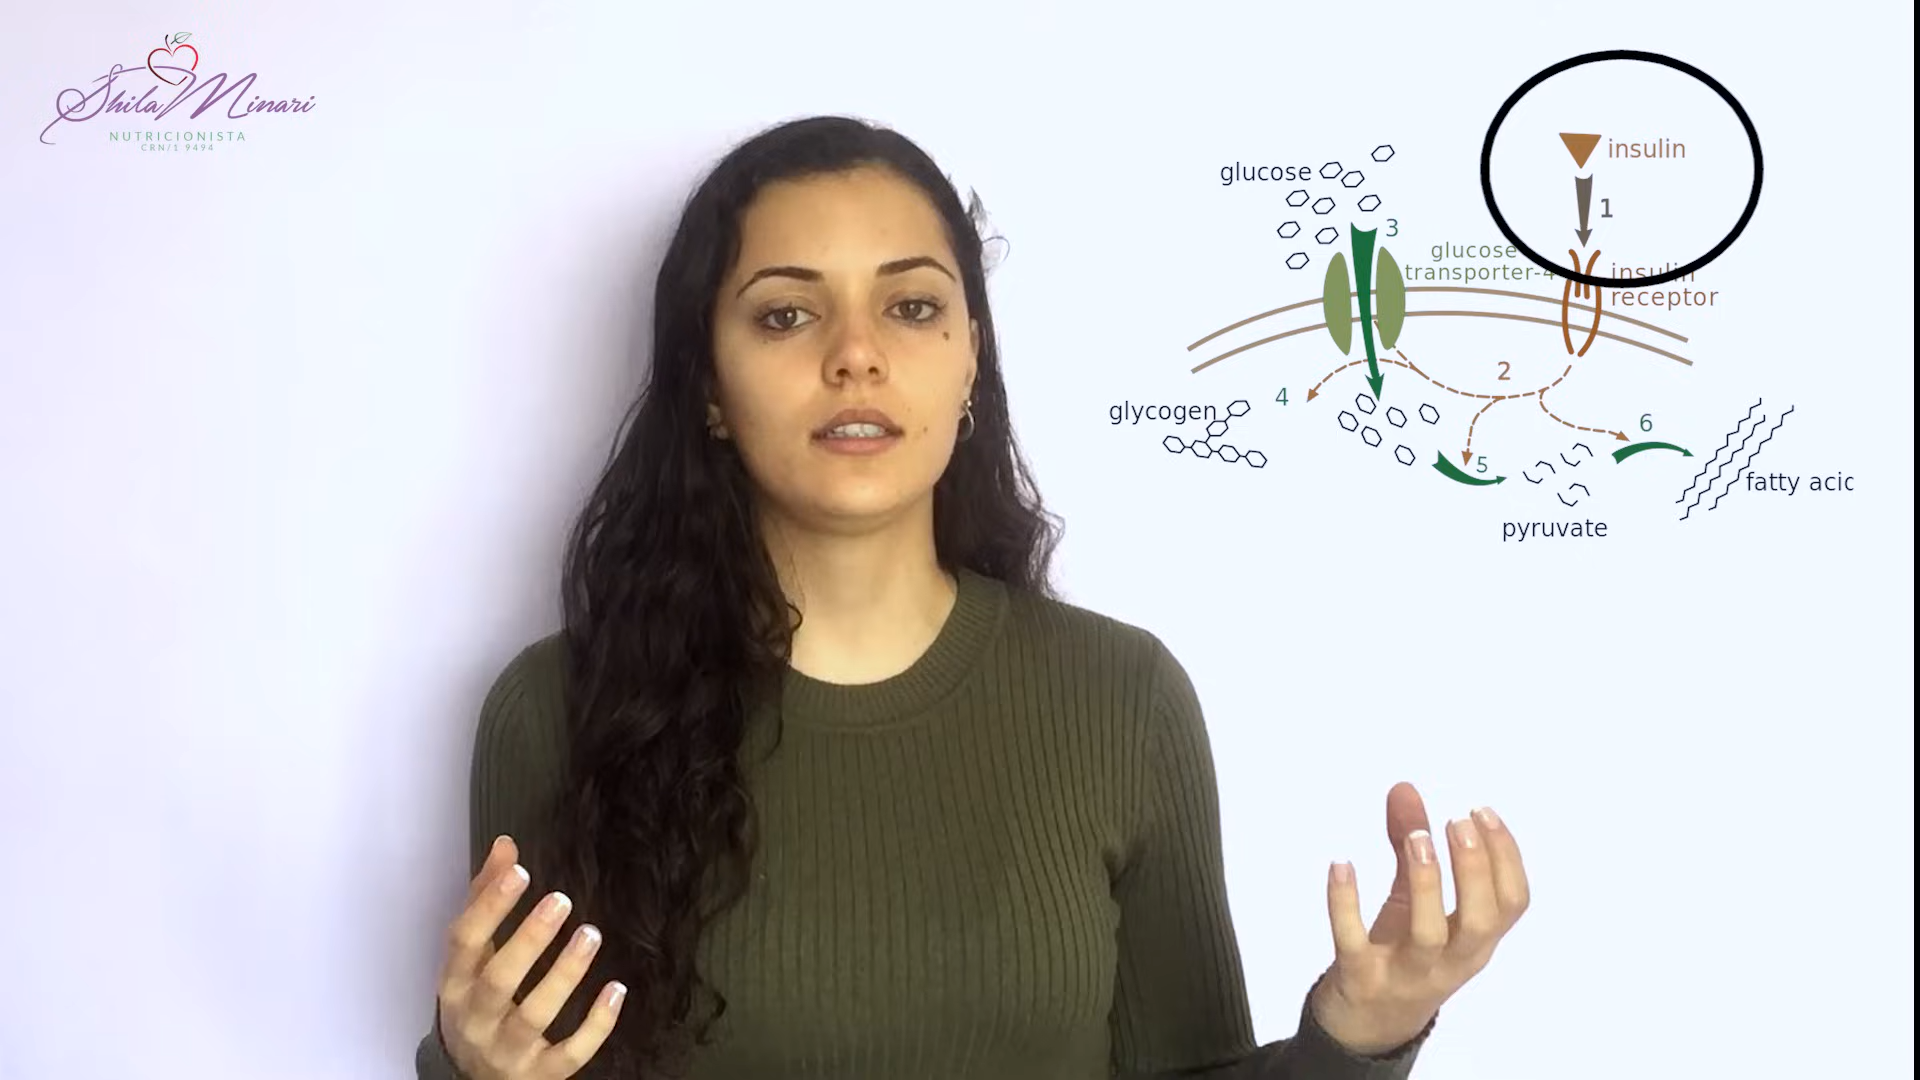 Shila Minari
NUTRICIONISTA
CRN/1 9494
insulin
1
glucose
3
glucose
transporter-4
insulin
receptor
2
4
glycogen
6
5
fatty acic
pyruvate